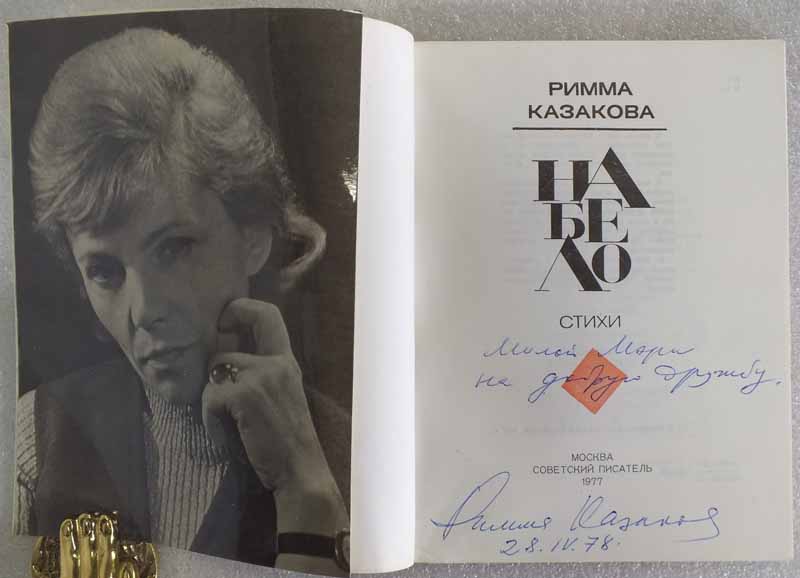 РИММА
КАЗАКОВА
НА
БЕ
ЛО
СТИХИ
Милой Мэри
на добрую дружбу.
МОСКВА
СОВЕТСКИЙ ПИСАТЕЛЬ
1977
Римма Казакова
28.IV.78.